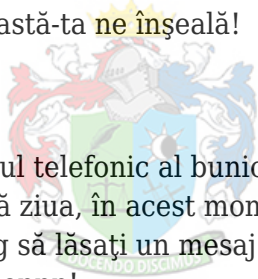 astă-ta ne înşeală!
ul telefonic al bunic
ă ziua, în acest mom
g să lăsaţi un mesaj
DOCENDO DISCIMUS